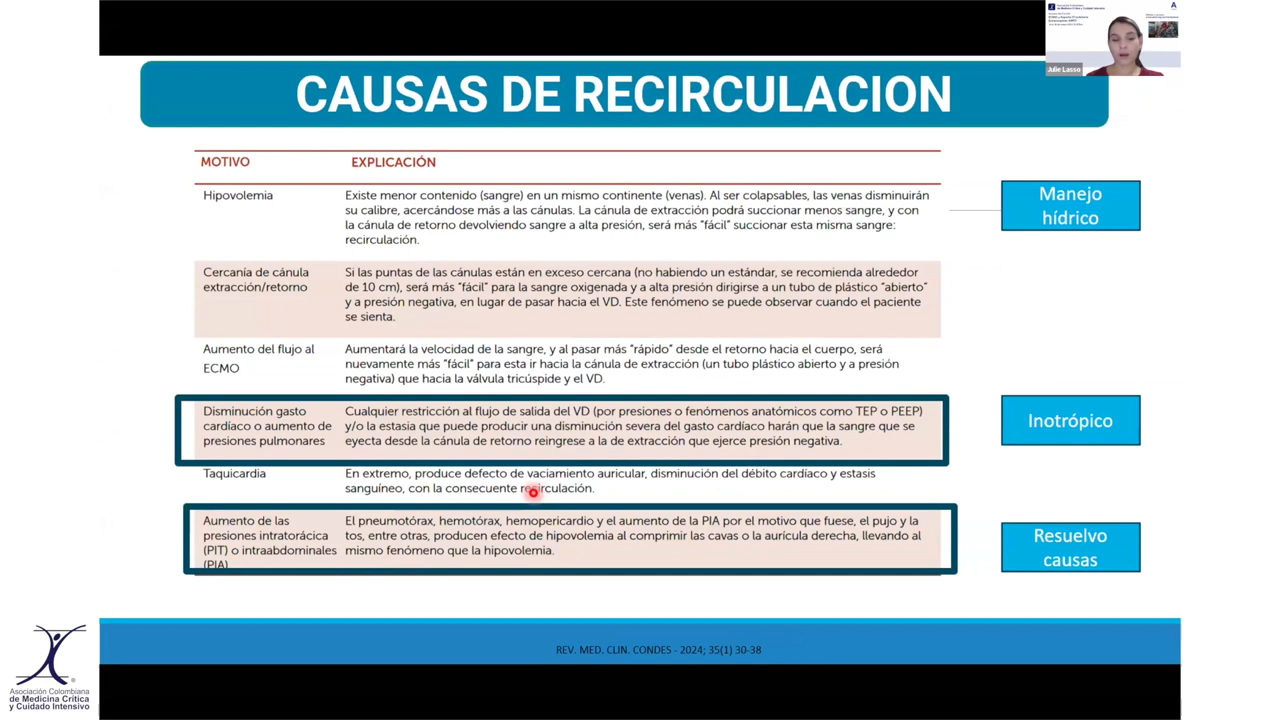 CAUSAS DE RECIRCULACION
Julie Lasso
MOTIVO
EXPLICACIÓN
Hipovolemia
Existe menor contenido (sangre) en un mismo continente (venas). Al ser colapsables, las venas disminuirán
su calibre, acercándose más a las cánulas. La cánula de extracción podrá succionar menos sangre, y con
la cánula de retorno devolviendo sangre a alta presión, será más "fácil" succionar esta misma sangre:
recirculación.
Manejo
hídrico
Cercanía de cánula
extracción/retorno
Si las puntas de las cánulas están en exceso cercana (no habiendo un estándar, se recomienda alrededor
de 10 cm), será más "fácil" para la sangre oxigenada y a alta presión dirigirse a un tubo de plástico "abierto"
y a presión negativa, en lugar de pasar hacia el VD. Este fenómeno se puede observar cuando el paciente
se sienta.
Aumento del flujo al
ECMO
Aumentará la velocidad de la sangre, y al pasar más "rápido" desde el retorno hacia el cuerpo, será
nuevamente más "fácil" para esta ir hacia la cánula de extracción (un tubo plástico abierto y a presión
negativa) que hacia la válvula tricúspide y el VD.
Disminución gasto
cardíaco o aumento de
presiones pulmonares
Cualquier restricción al flujo de salida del VD (por presiones o fenómenos anatómicos como TEP o PEEP)
y/o la estasia que puede producir una disminución severa del gasto cardíaco harán que la sangre que se
eyecta desde la cánula de retorno reingrese a la de extracción que ejerce presión negativa.
Inotrópico
Taquicardia
En extremo, produce defecto de vaciamiento auricular, disminución del débito cardíaco y estasis
sanguíneo, con la consecuente recirculación.
Aumento de las
presiones intratorácica
(PIT) o intraabdominales
(PIA)
El pneumotórax, hemotórax, hemopericardio y el aumento de la PIA por el motivo que fuese, el pujo y la
tos, entre otras, producen efecto de hipovolemia al comprimir las cavas o la aurícula derecha, llevando al
mismo fenómeno que la hipovolemia.
Resuelvo
causas
REV. MED. CLIN. CONDES - 2024; 35(1) 30-38
Asociación Colombiana
de Medicina Crítica
y Cuidado Intensivo